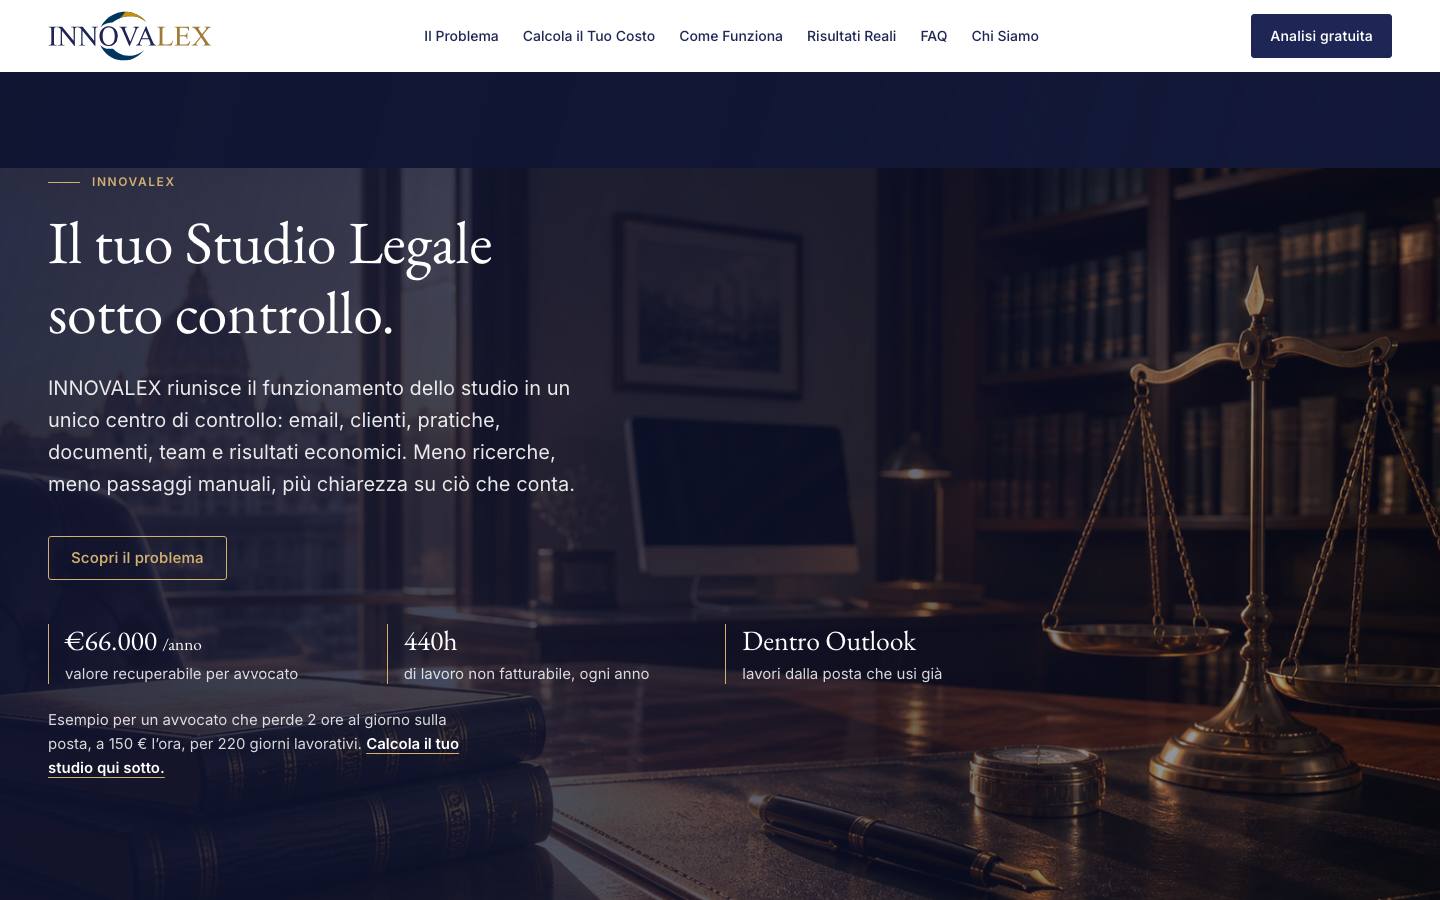 INNOVALEX
Il Problema
Calcola il Tuo Costo
Come Funziona
Risultati Reali
FAQ
Chi Siamo
Analisi gratuita
INNOVALEX
Il tuo Studio Legale
sotto controllo.
INNOVALEX riunisce il funzionamento dello studio in un
unico centro di controllo: email, clienti, pratiche,
documenti, team e risultati economici. Meno ricerche,
meno passaggi manuali, più chiarezza su ciò che conta.
Scopri il problema
€66.000 /anno
valore recuperabile per avvocato
440h
di lavoro non fatturabile, ogni anno
Dentro Outlook
lavori dalla posta che usi già
Esempio per un avvocato che perde 2 ore al giorno sulla
posta, a 150 € l’ora, per 220 giorni lavorativi. Calcola il tuo
studio qui sotto.